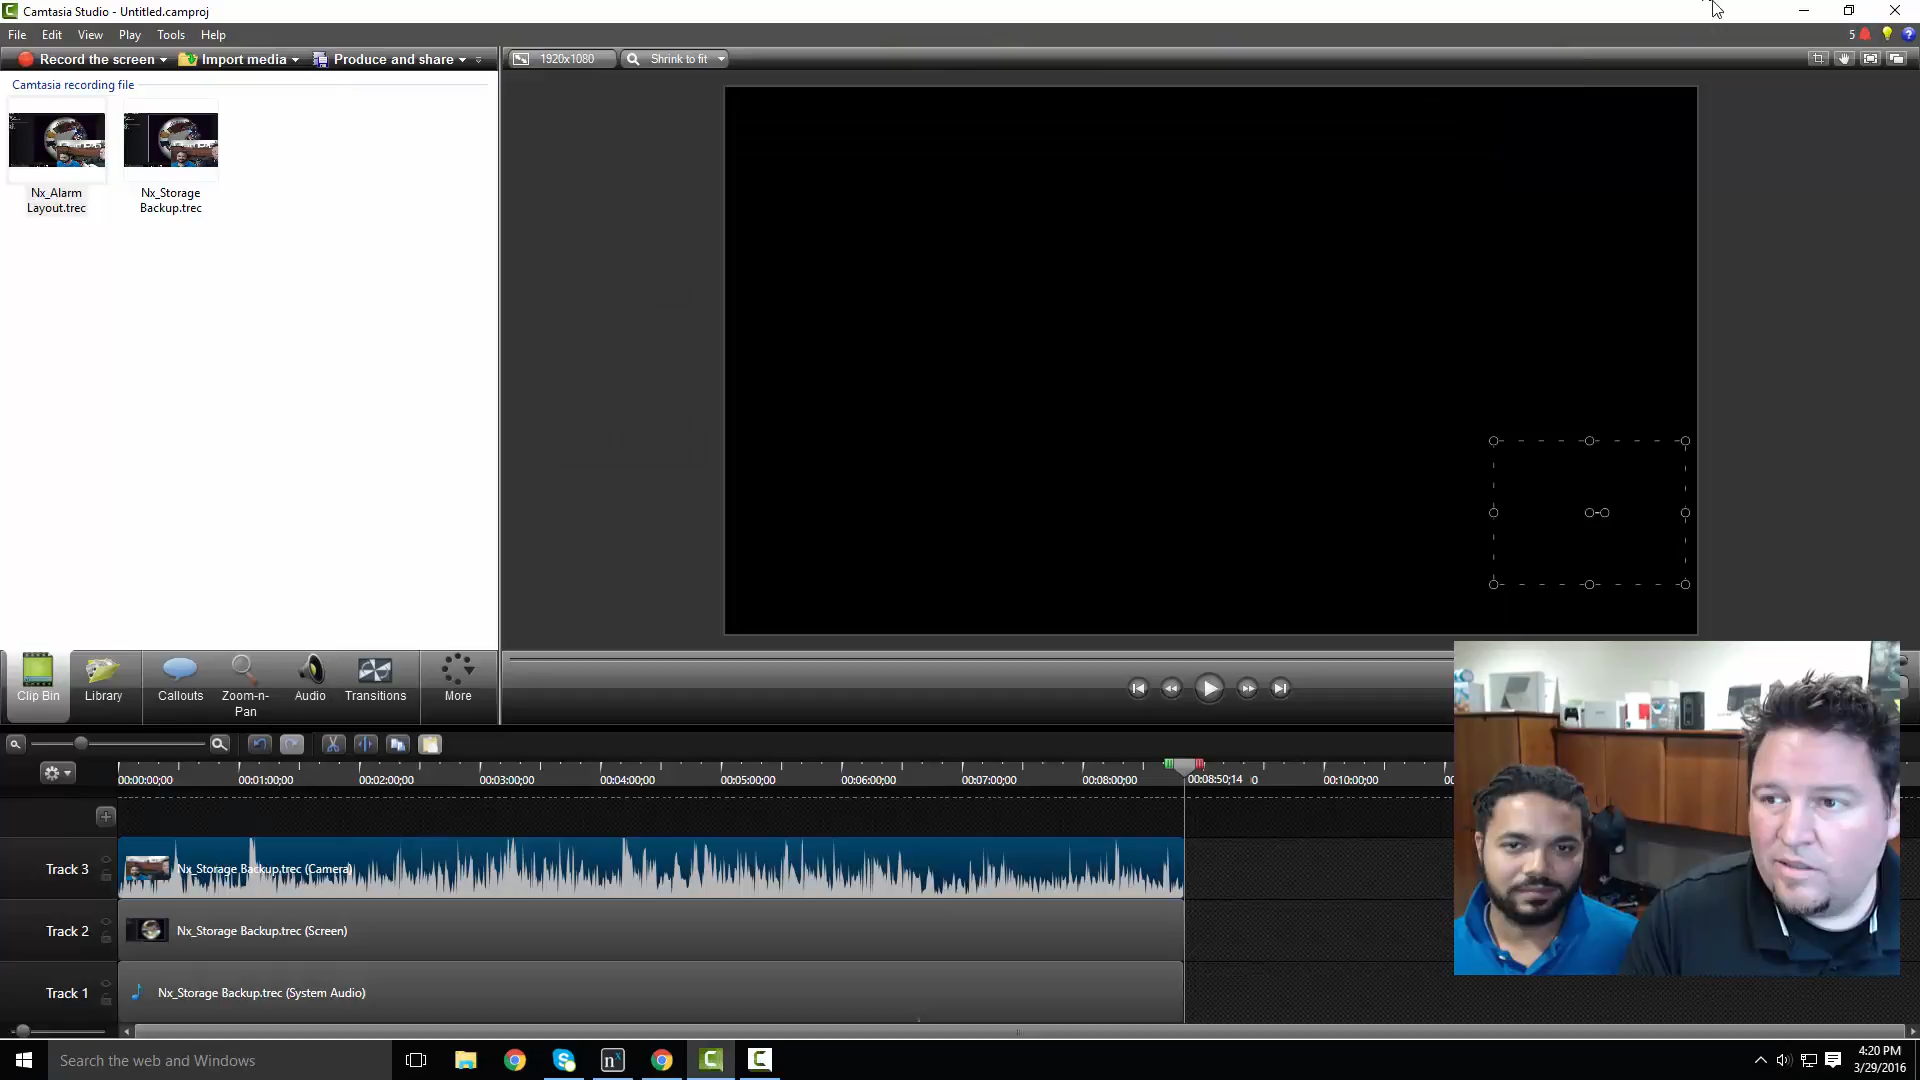 Camtasia Studio - Untitled.camproj
File Edit View Play Tools Help
5
Record the screen Import media Produce and share
1920x1080 Shrink to fit
Camtasia recording file
Nx_Alarm Layout.trec
Nx_Storage Backup.trec
Clip Bin Library Callouts Zoom-n-Pan Audio Transitions More
00:00:00;00 00:01:00;00 00:02:00;00 00:03:00;00 00:04:00;00 00:05:00;00 00:06:00;00 00:07:00;00 00:08:00;00 00:08:50;14 0 00:10:00;00
Track 3 Nx_Storage Backup.trec (Camera)
Track 2 Nx_Storage Backup.trec (Screen)
Track 1 Nx_Storage Backup.trec (System Audio)
Search the web and Windows
4:20 PM
3/29/2016